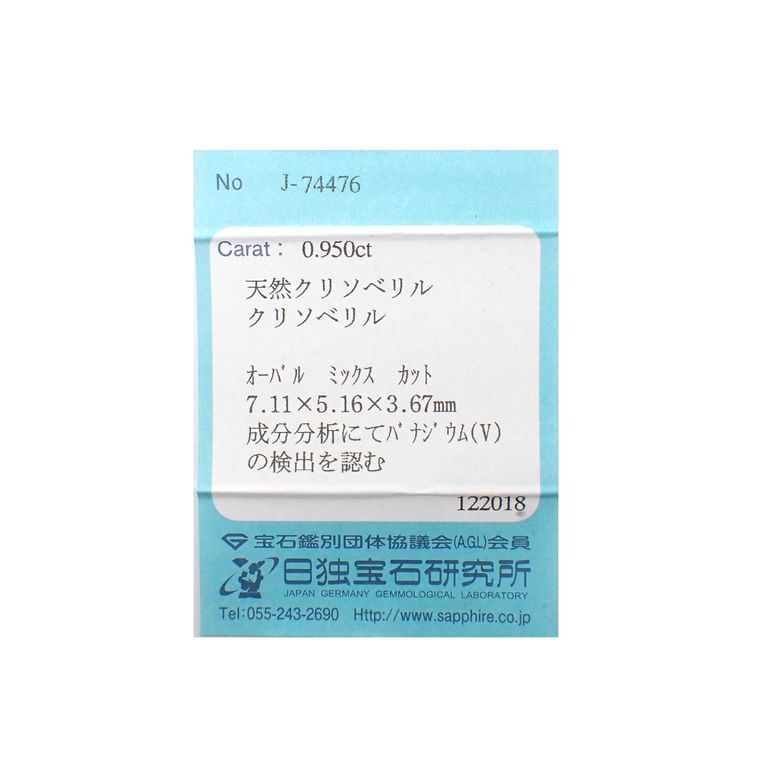 No J-74476
Carat： 0.950ct
天然クリソベリル
クリソベリル
ｵｰﾊﾞﾙ ﾐｯｸｽ ｶｯﾄ
7.11×5.16×3.67mm
成分分析にてﾊﾞﾅｼﾞｳﾑ(V)
の検出を認む
122018
宝石鑑別団体協議会(A.G.L)会員
日独宝石研究所
JAPAN GERMANY GEMMOLOGICAL LABORATORY
Tel：055-243-2690 Http://www.sapphire.co.jp